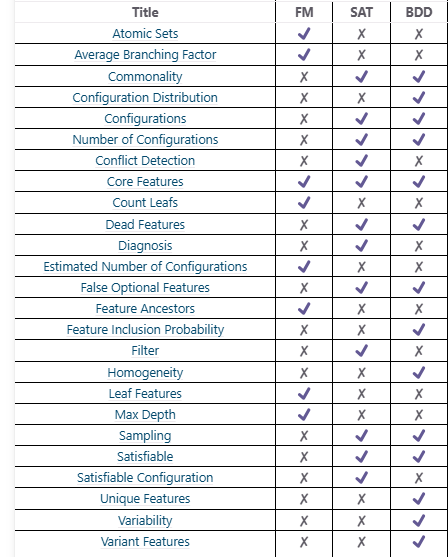 Title FM SAT BDD
Atomic Sets ✓ ✗ ✗
Average Branching Factor ✓ ✗ ✗
Commonality ✗ ✓ ✓
Configuration Distribution ✗ ✗ ✓
Configurations ✗ ✓ ✓
Number of Configurations ✗ ✓ ✓
Conflict Detection ✗ ✓ ✗
Core Features ✓ ✓ ✓
Count Leafs ✓ ✗ ✗
Dead Features ✗ ✓ ✓
Diagnosis ✗ ✓ ✗
Estimated Number of Configurations ✓ ✗ ✗
False Optional Features ✗ ✓ ✓
Feature Ancestors ✓ ✗ ✗
Feature Inclusion Probability ✗ ✗ ✓
Filter ✗ ✓ ✗
Homogeneity ✗ ✗ ✓
Leaf Features ✓ ✗ ✗
Max Depth ✓ ✗ ✗
Sampling ✗ ✓ ✓
Satisfiable ✗ ✓ ✓
Satisfiable Configuration ✗ ✓ ✗
Unique Features ✗ ✗ ✓
Variability ✗ ✗ ✓
Variant Features ✗ ✗ ✓